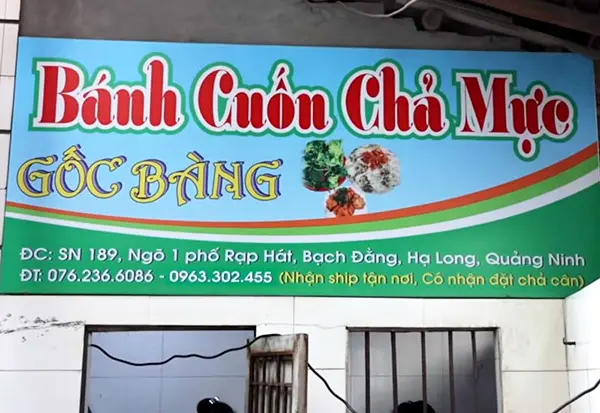 Bánh Cuốn Chả Mực
GỐC BÀNG
ĐC: SN 189, Ngõ 1 phố Rạp Hát, Bạch Đằng, Hạ Long, Quảng Ninh
ĐT: 076.236.6086 - 0963.302.455 (Nhận ship tận nơi, Có nhận đặt chả cân)